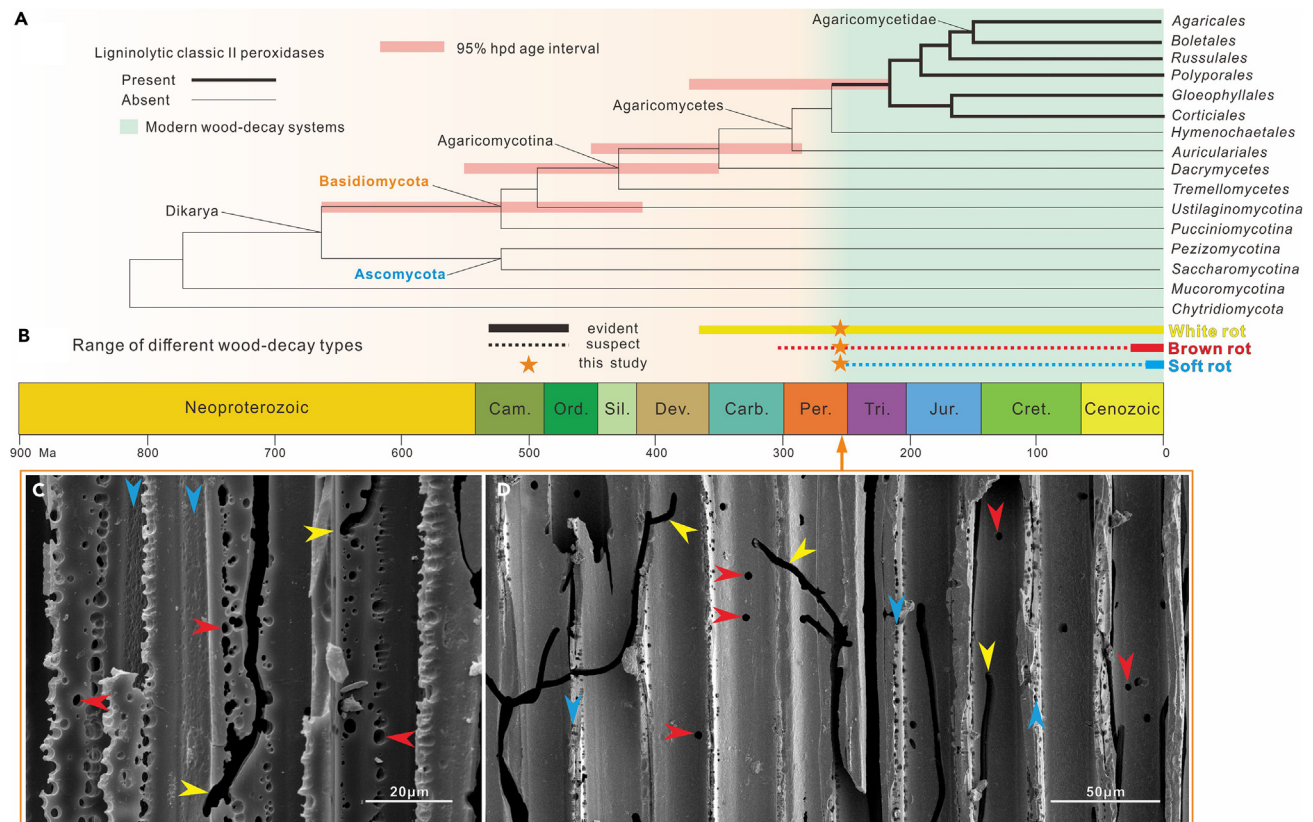 A
Ligninolytic classic II peroxidases
Present
Absent
Modern wood-decay systems
95% hpd age interval
Agaricomycetidae
Agaricomycetes
Agaricomycotina
Basidiomycota
Dikarya
Ascomycota
Agaricales
Boletales
Russulales
Polyporales
Gloeophyllales
Corticiales
Hymenochaetales
Auriculariales
Dacrymycetes
Tremellomycetes
Ustilaginomycotina
Pucciniomycotina
Pezizomycotina
Saccharomycotina
Mucoromycotina
Chytridiomycota
B
Range of different wood-decay types
evident
suspect
this study
White rot
Brown rot
Soft rot
Neoproterozoic Cam. Ord. Sil. Dev. Carb. Per. Tri. Jur. Cret. Cenozoic
900 Ma 800 700 600 500 400 300 200 100 0
C
20μm
D
50μm